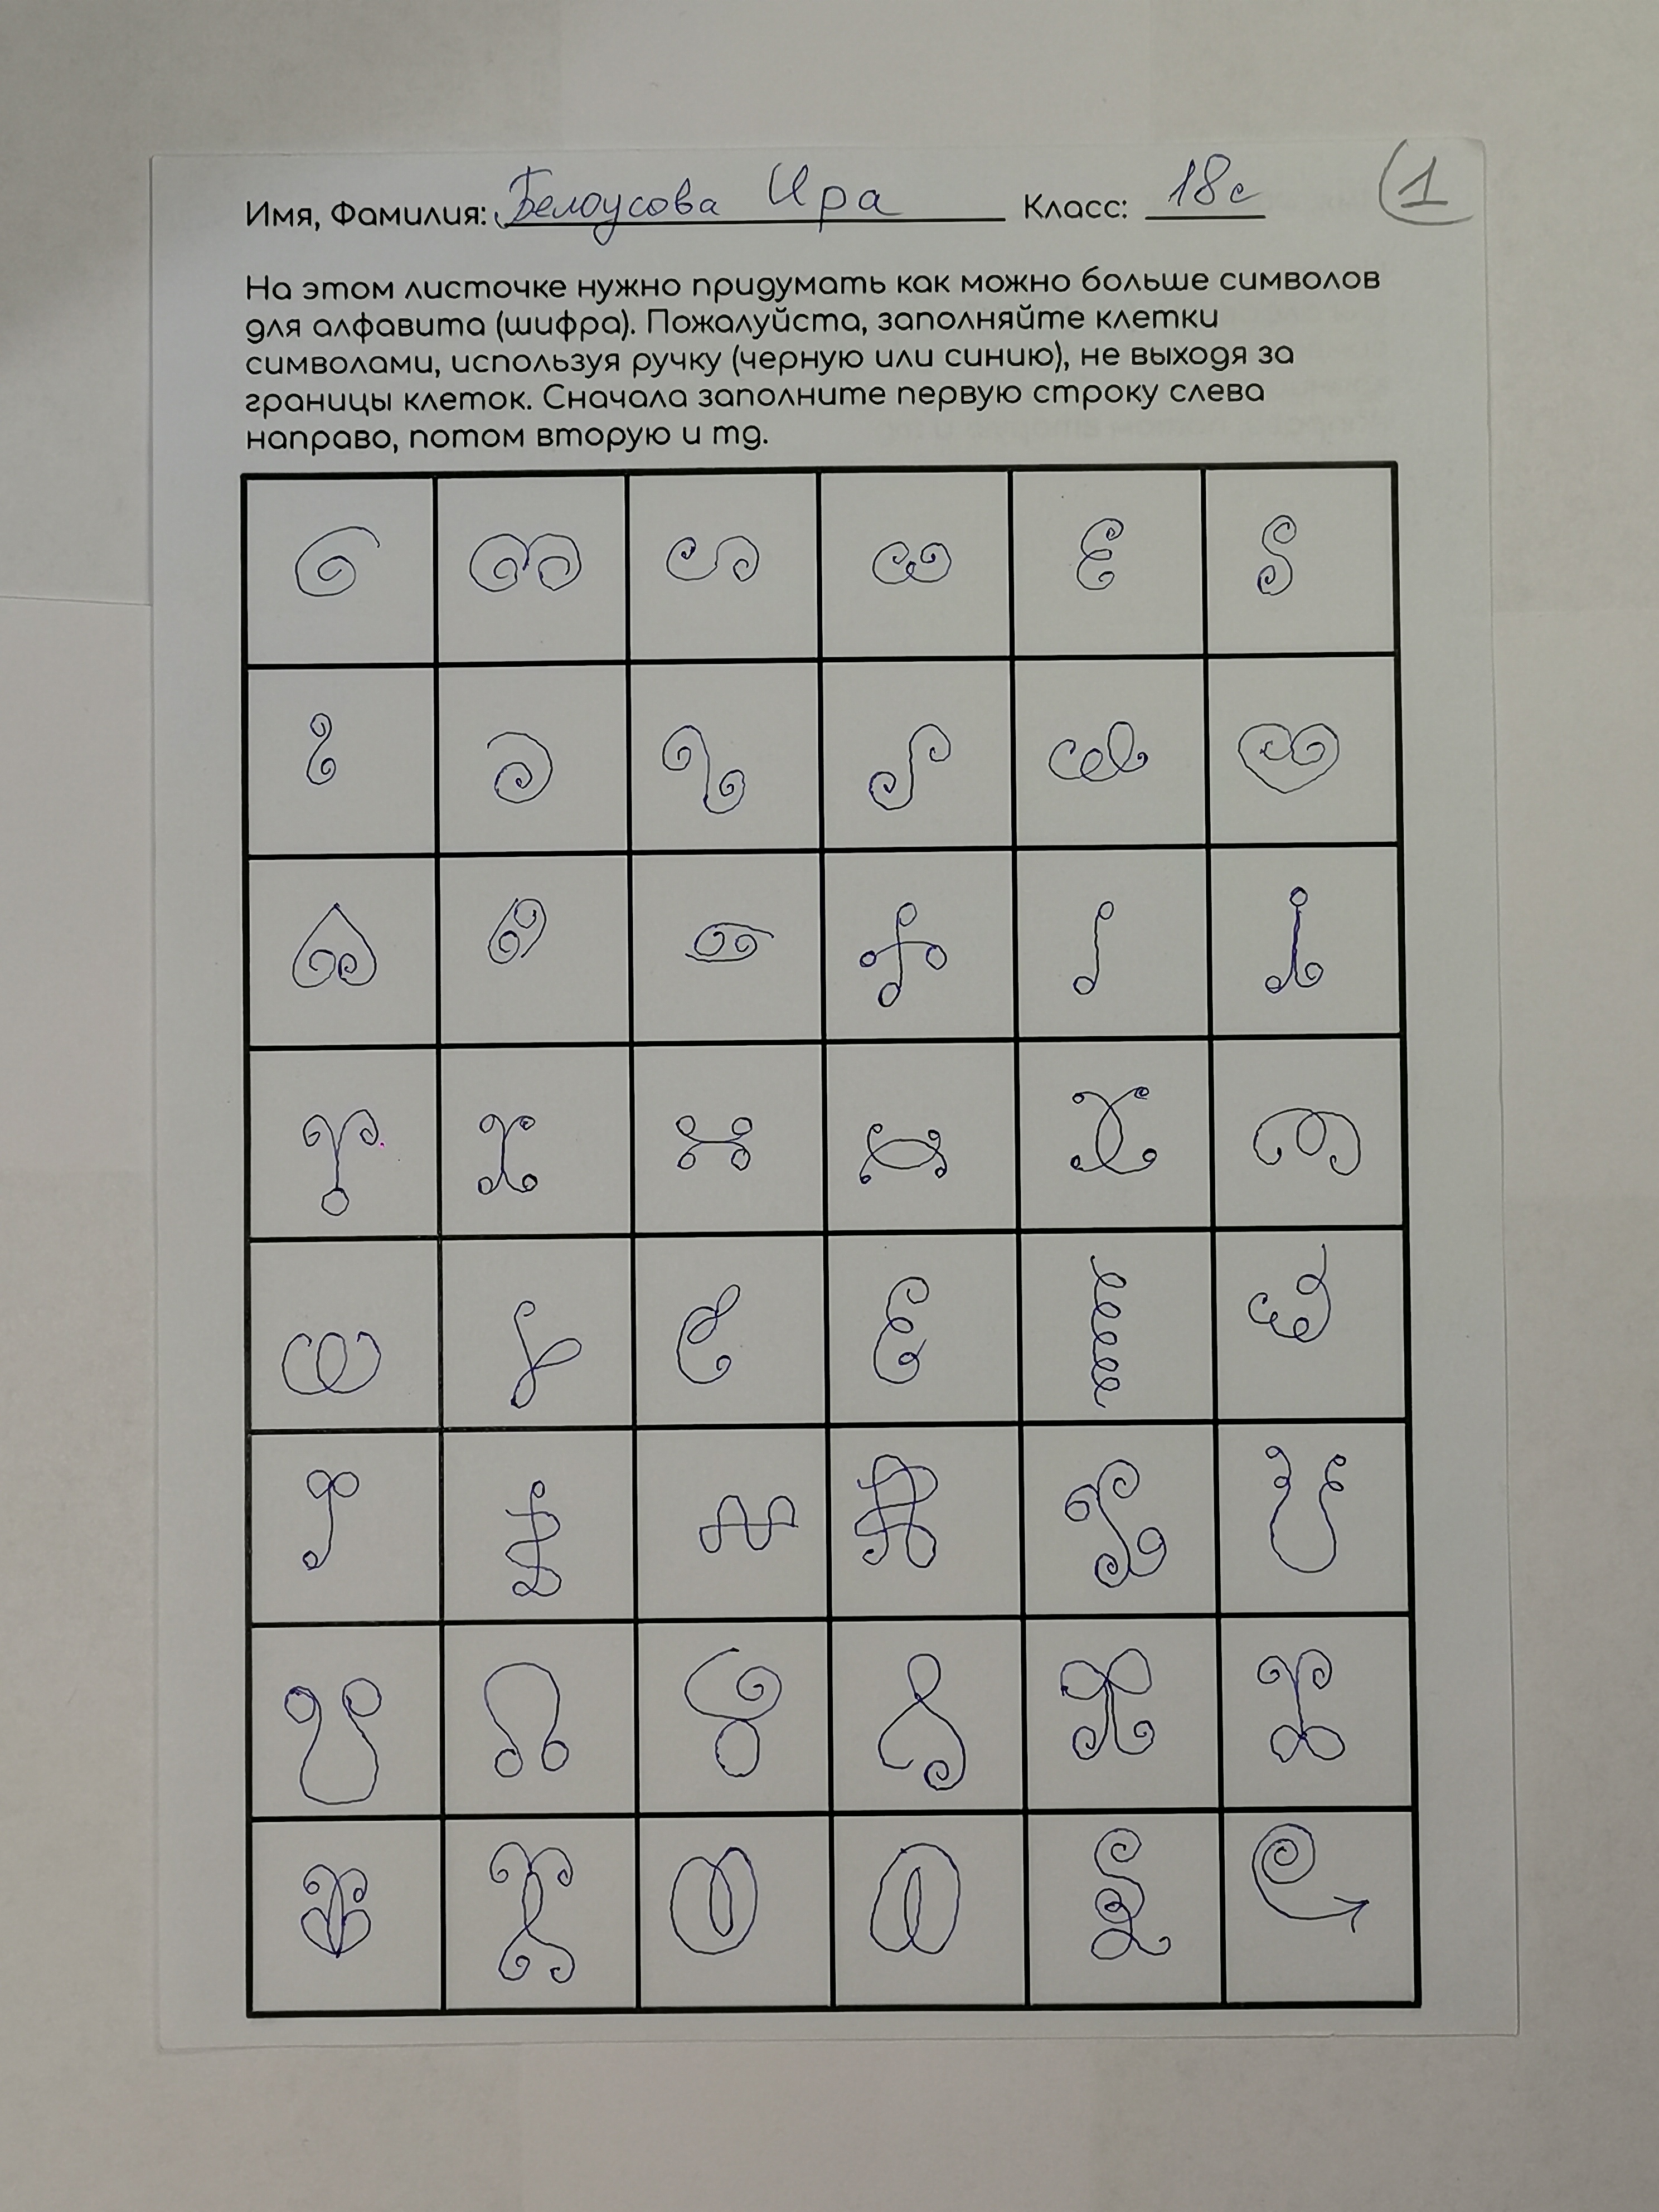 Имя, Фамилия: Белоусова Ира Класс: 18с 1
На этом листочке нужно придумать как можно больше символов
для алфавита (шифра). Пожалуйста, заполняйте клетки
символами, используя ручку (черную или синию), не выходя за
границы клеток. Сначала заполните первую строку слева
направо, потом вторую и тд.